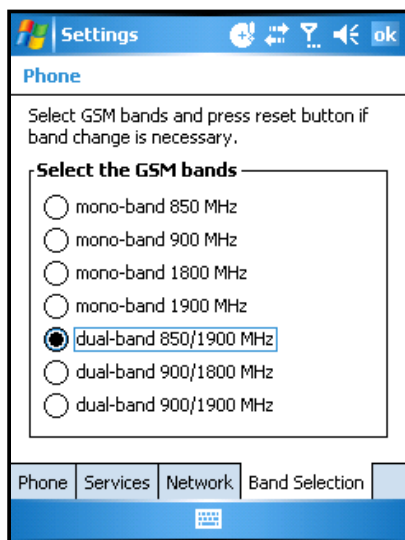 Settings
ok
Phone
Select GSM bands and press reset button if
band change is necessary.
Select the GSM bands
mono-band 850 MHz
mono-band 900 MHz
mono-band 1800 MHz
mono-band 1900 MHz
dual-band 850/1900 MHz
dual-band 900/1800 MHz
dual-band 900/1900 MHz
Phone Services Network Band Selection